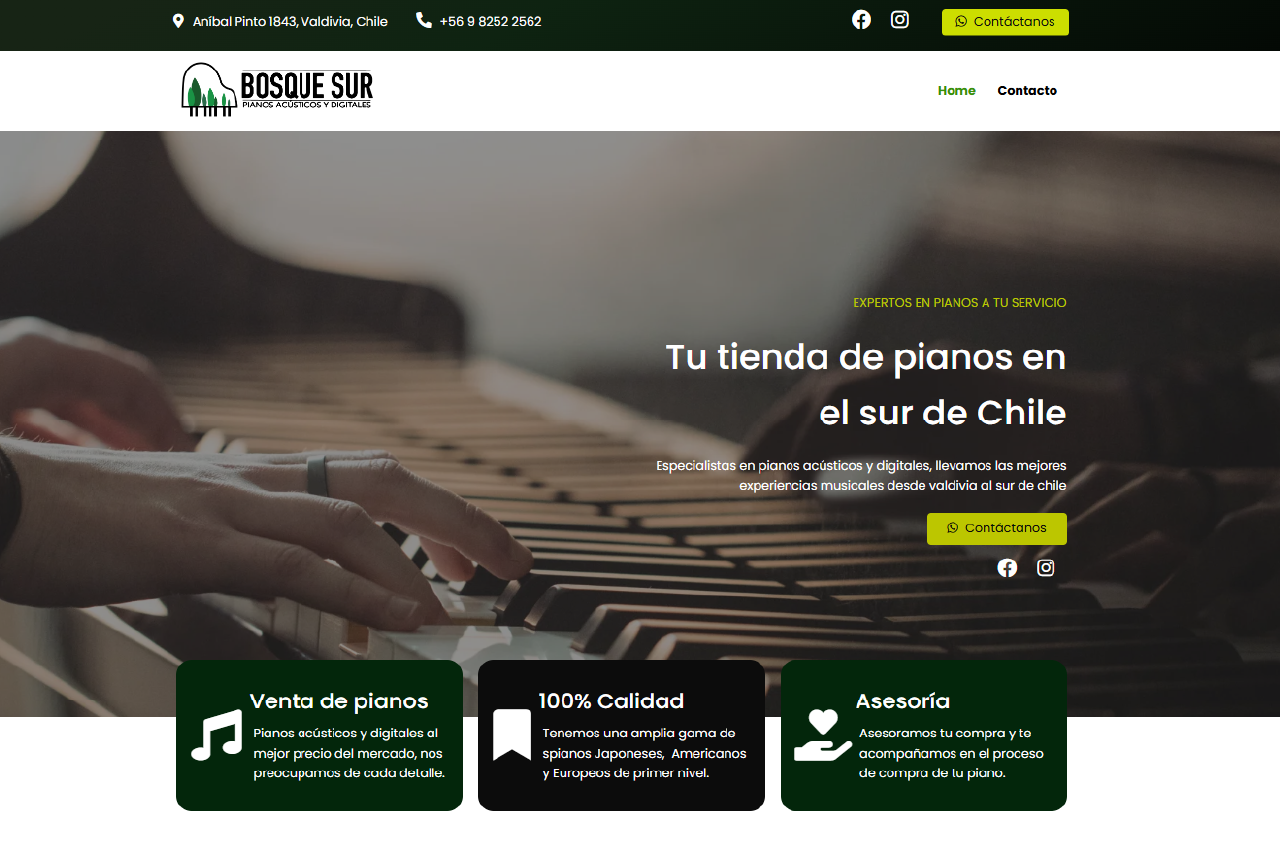 Aníbal Pinto 1843, Valdivia, Chile
+56 9 8252 2562
Contáctanos
BOSQUE SUR
PIANOS ACÚSTICOS Y DIGITALES
Home
Contacto
EXPERTOS EN PIANOS A TU SERVICIO
Tu tienda de pianos en
el sur de Chile
Especialistas en pianos acústicos y digitales, llevamos las mejores
experiencias musicales desde valdivia al sur de chile
Contáctanos
Venta de pianos
Pianos acústicos y digitales al
mejor precio del mercado, nos
preocupamos de cada detalle.
100% Calidad
Tenemos una amplia gama de
spianos Japoneses, Americanos
y Europeos de primer nivel.
Asesoría
Asesoramos tu compra y te
acompañamos en el proceso
de compra de tu piano.